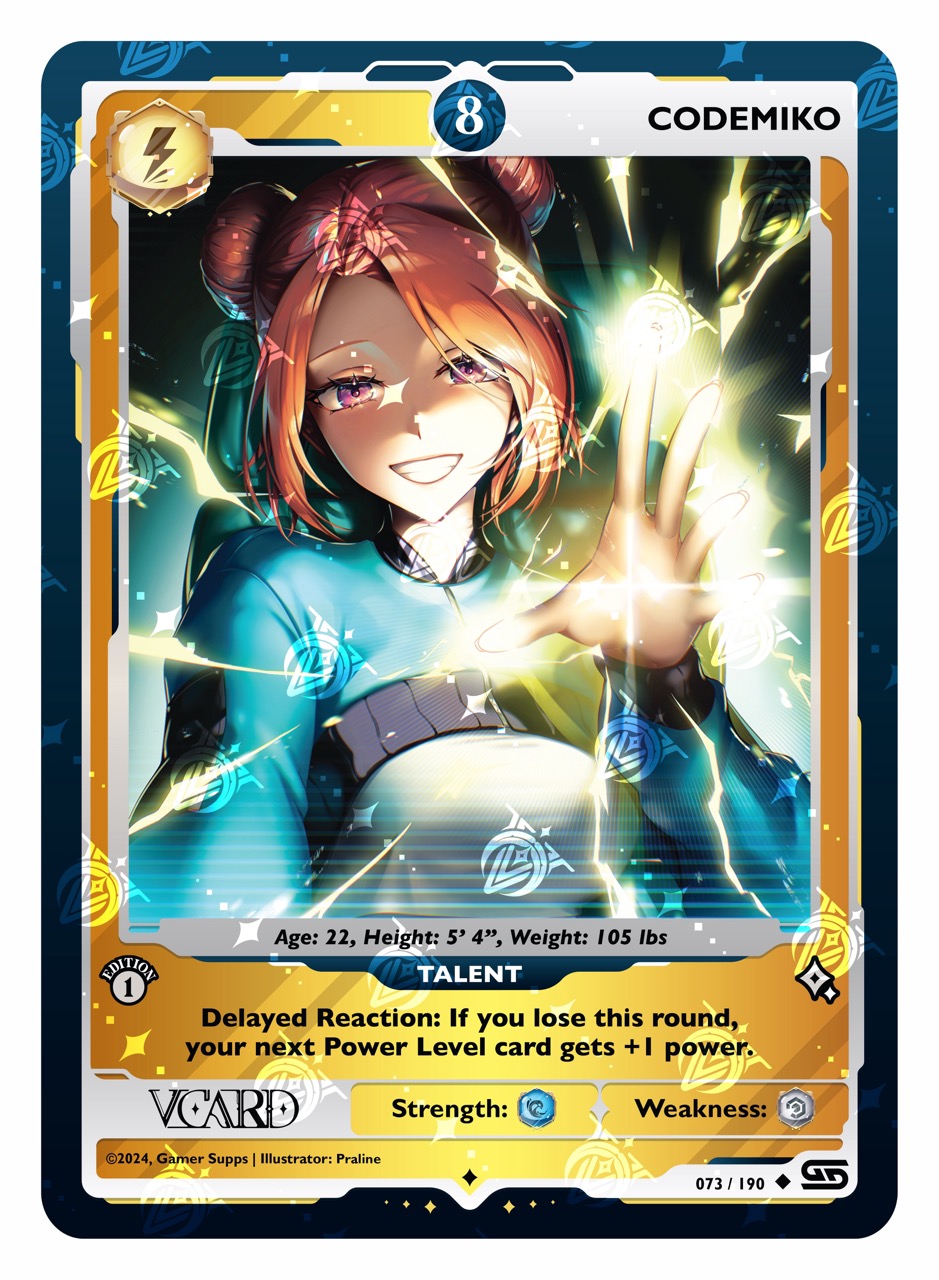 8
CODEMIKO
Age: 22, Height: 5’ 4”, Weight: 105 lbs
EDITION
1
TALENT
Delayed Reaction: If you lose this round,
your next Power Level card gets +1 power.
VCARD
Strength:
Weakness:
©2024, Gamer Supps | Illustrator: Praline
073 / 190
GS